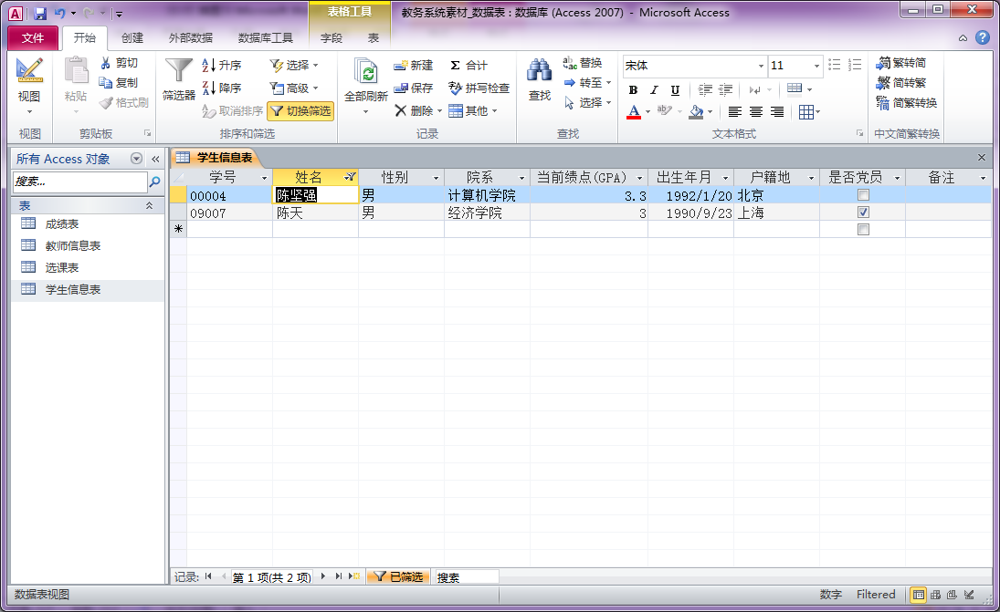 表格工具
教务系统素材_数据表 : 数据库 (Access 2007) - Microsoft Access
文件 开始 创建 外部数据 数据库工具 字段 表
视图 粘贴 剪切 复制 格式刷
筛选器 升序 降序 取消排序 选择 高级 切换筛选
全部刷新 新建 保存 删除 Σ 合计 拼写检查 其他
查找 替换 转至 选择
宋体 11
B I U
A
繁转简 简转繁 简繁转换
视图 剪贴板 排序和筛选 记录 查找 文本格式 中文简繁转换
所有 Access 对象
搜索...
表
成绩表
教师信息表
选课表
学生信息表
学生信息表
学号 姓名 性别 院系 当前绩点(GPA) 出生年月 户籍地 是否党员 备注
00004 陈坚强 男 计算机学院 3.3 1992/1/20 北京
09007 陈天 男 经济学院 3 1990/9/23 上海
记录: 第 1 项(共 2 项) 已筛选 搜索
数据表视图 数字 Filtered